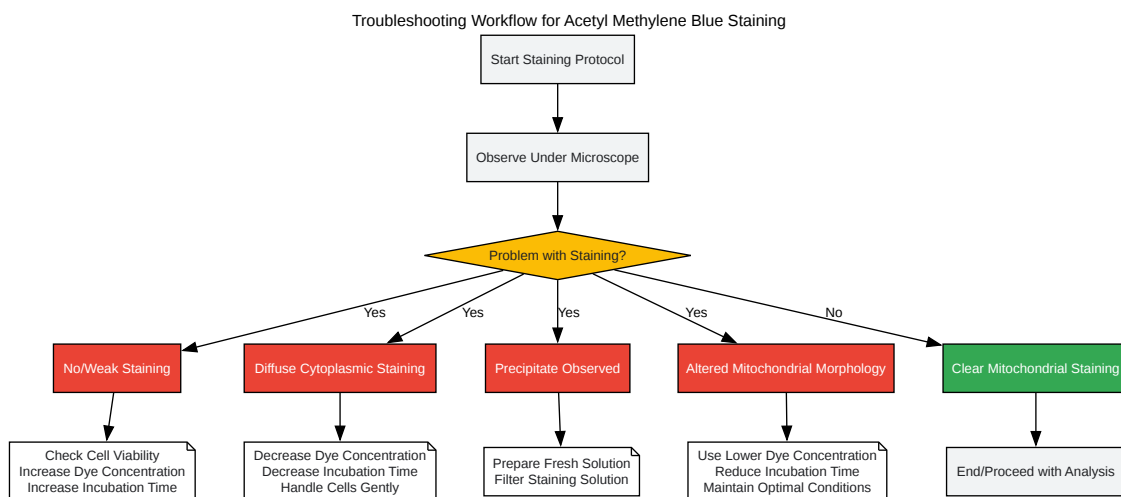 Troubleshooting Workflow for Acetyl Methylene Blue Staining
Start Staining Protocol
Observe Under Microscope
Problem with Staining?
Yes
Yes
Yes
Yes
No
No/Weak Staining
Diffuse Cytoplasmic Staining
Precipitate Observed
Altered Mitochondrial Morphology
Clear Mitochondrial Staining
Check Cell Viability
Increase Dye Concentration
Increase Incubation Time
Decrease Dye Concentration
Decrease Incubation Time
Handle Cells Gently
Prepare Fresh Solution
Filter Staining Solution
Use Lower Dye Concentration
Reduce Incubation Time
Maintain Optimal Conditions
End/Proceed with Analysis